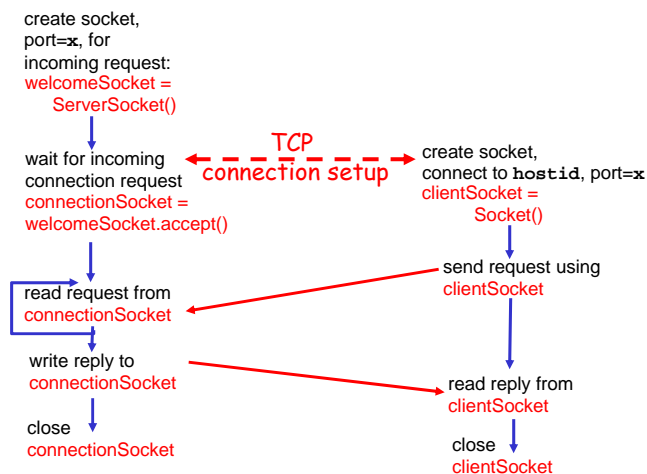 create socket,
port=x, for
incoming request:
welcomeSocket =
ServerSocket()
TCP
connection setup
wait for incoming
connection request
connectionSocket =
welcomeSocket.accept()
create socket,
connect to hostid, port=x
clientSocket =
Socket()
send request using
clientSocket
read request from
connectionSocket
write reply to
connectionSocket
read reply from
clientSocket
close
connectionSocket
close
clientSocket